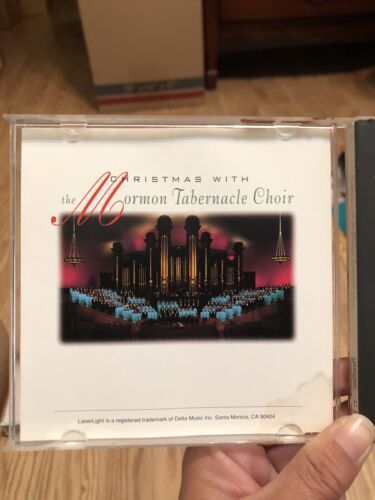 CHRISTMAS WITH
the Mormon Tabernacle Choir
LaserLight is a registered trademark of Delta Music Inc. Santa Monica, CA 90404